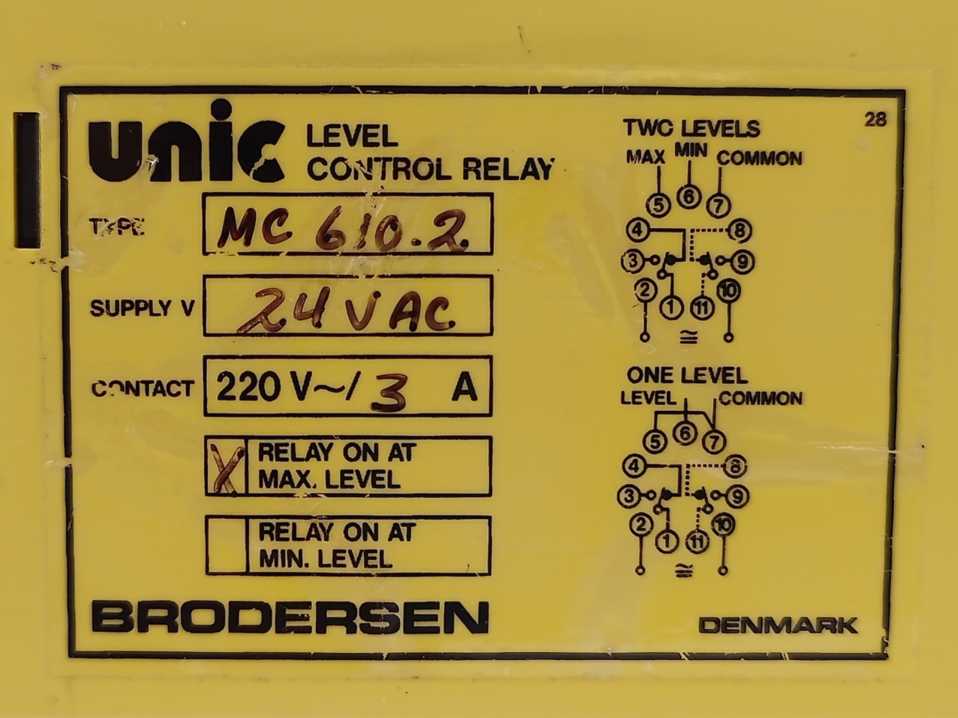 unic LEVEL CONTROL RELAY
TYPE MC 610.2
SUPPLY V 24 V AC
CONTACT 220 V~/ 3 A
X RELAY ON AT MAX. LEVEL
RELAY ON AT MIN. LEVEL
BRODERSEN
28
TWO LEVELS
MAX MIN COMMON
5 6 7
4 8
3 9
2 10
1 11
≅
ONE LEVEL
LEVEL COMMON
5 6 7
4 8
3 9
2 10
1 11
≅
DENMARK